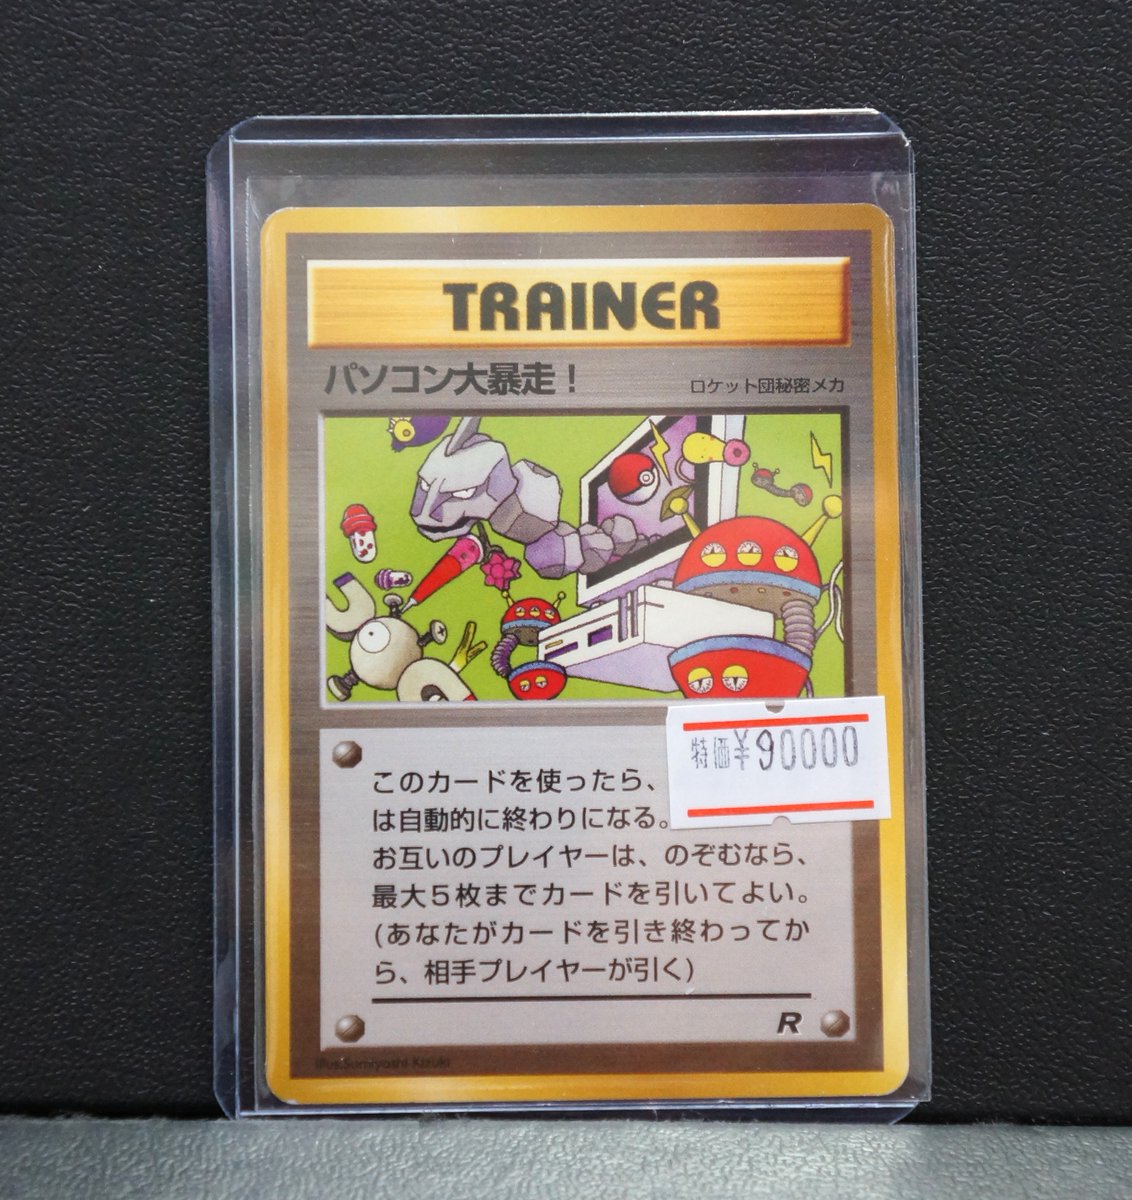 TRAINER
パソコン大暴走！
ロケット団秘密メカ
特価¥90000
このカードを使ったら、
は自動的に終わりになる。
お互いのプレイヤーは、のぞむなら、
最大5枚までカードを引いてよい。
(あなたがカードを引き終わってか
ら、相手プレイヤーが引く)
R
illus.Sumiyoshi Kizuki